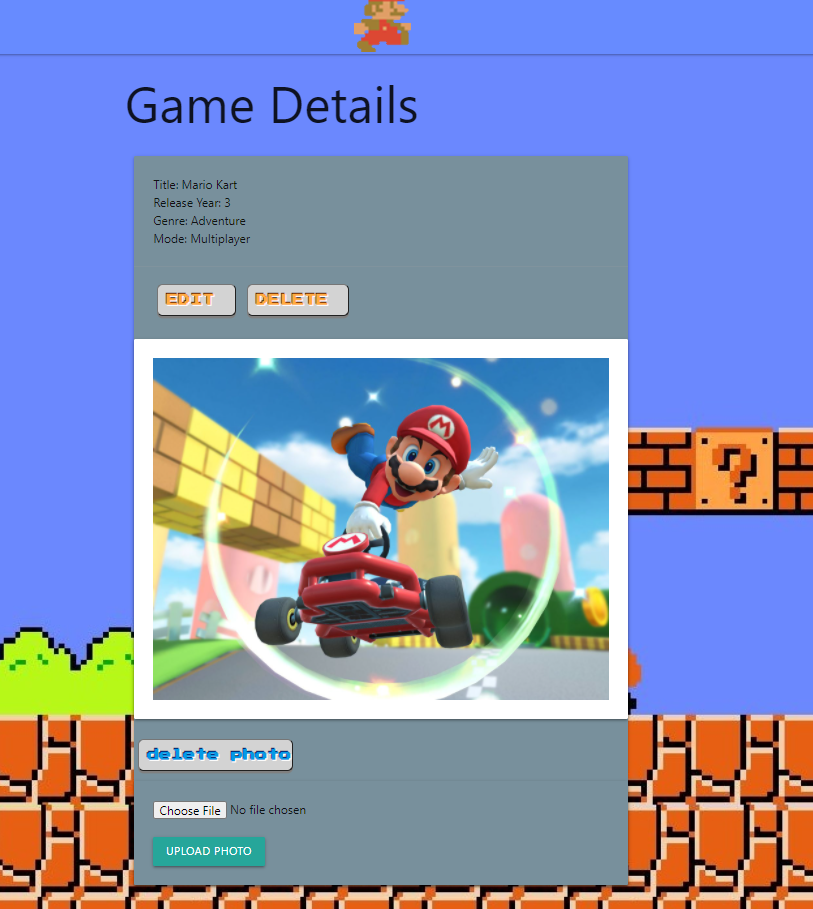 Game Details
Title: Mario Kart
Release Year: 3
Genre: Adventure
Mode: Multiplayer
EDIT DELETE
M
M
?
delete photo
Choose File No file chosen
UPLOAD PHOTO